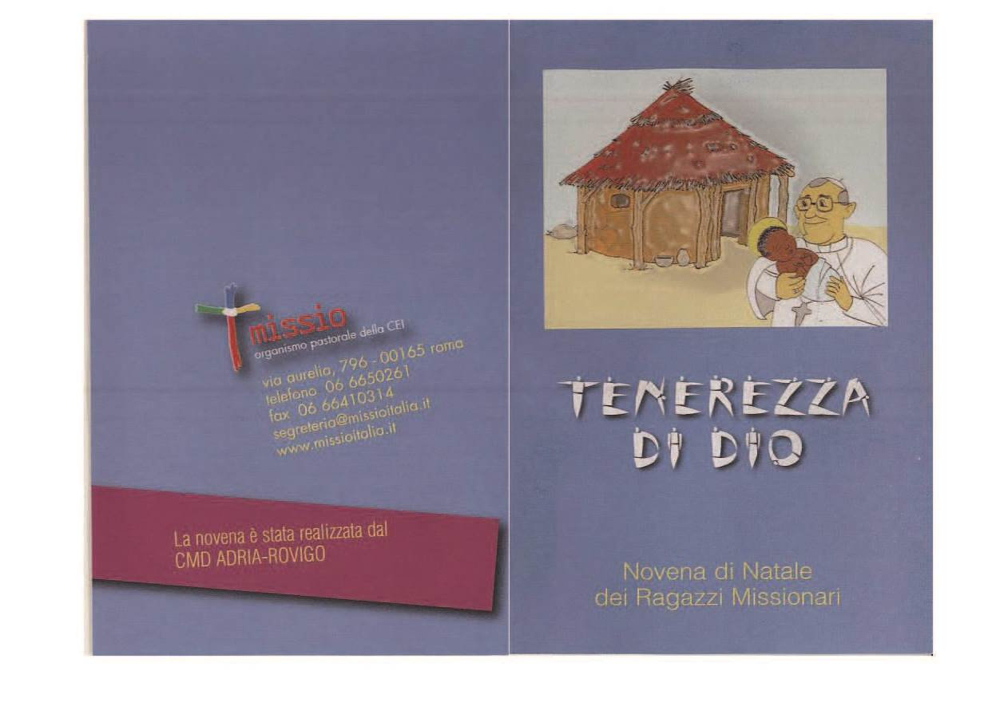 missio
organismo pastorale della CEI
via aurelia, 796 - 00165 roma
telefono 06 6650261
fax 06 66410314
segreteria@missioitalia.it
www.missioitalia.it
La novena è stata realizzata dal
CMD ADRIA-ROVIGO
TENEREZZA
DI DIO
Novena di Natale
dei Ragazzi Missionari